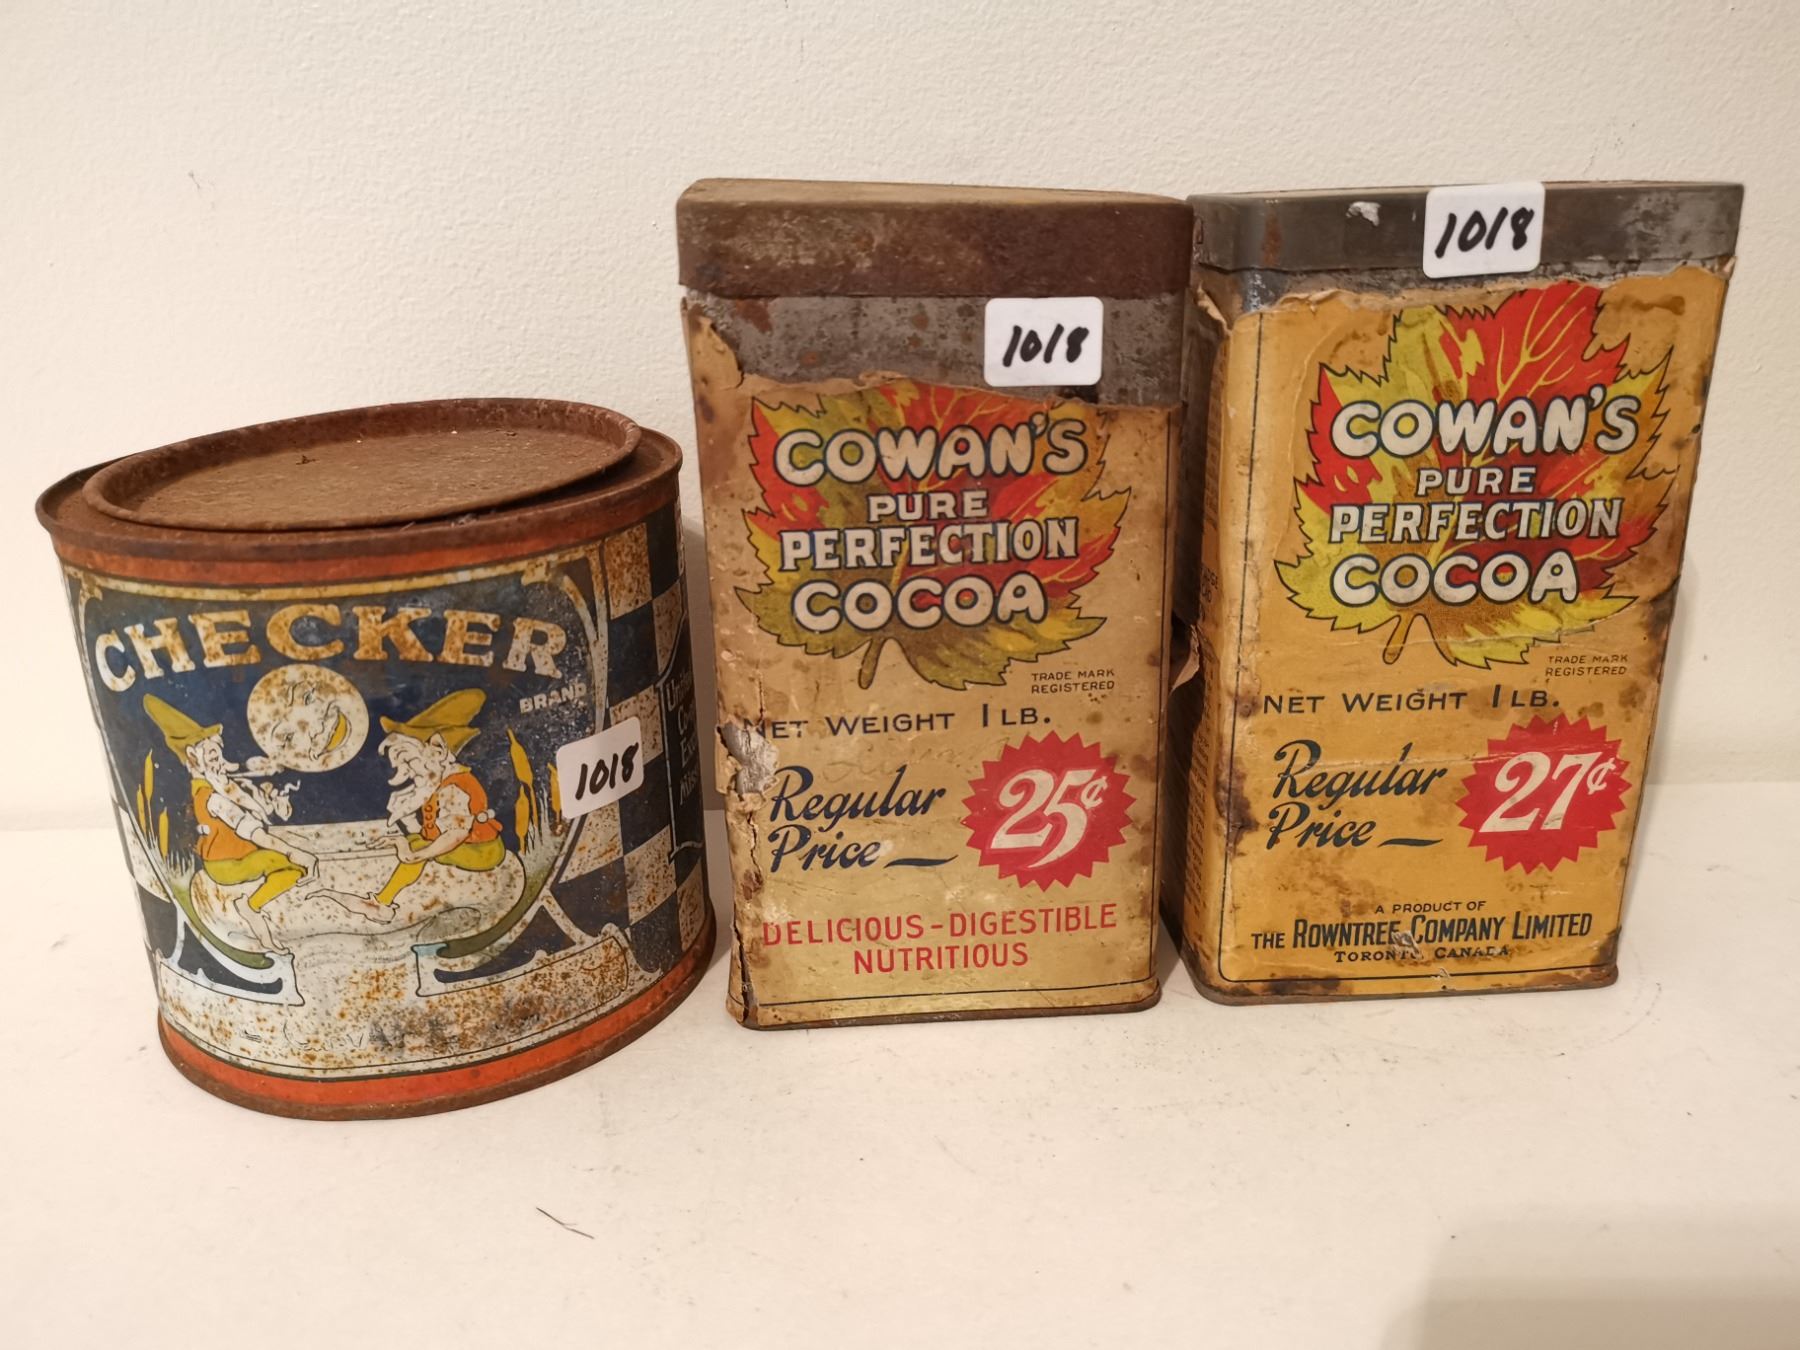 CHECKER
BRAND
1018
1018
COWAN'S
PURE
PERFECTION
COCOA
TRADE MARK
REGISTERED
NET WEIGHT 1 LB.
Regular
Price
25¢
DELICIOUS-DIGESTIBLE
NUTRITIOUS
1018
COWAN'S
PURE
PERFECTION
COCOA
TRADE MARK
REGISTERED
NET WEIGHT 1 LB.
Regular
Price
27¢
A PRODUCT OF
THE ROWNTREE COMPANY LIMITED
TORONTO, CANADA